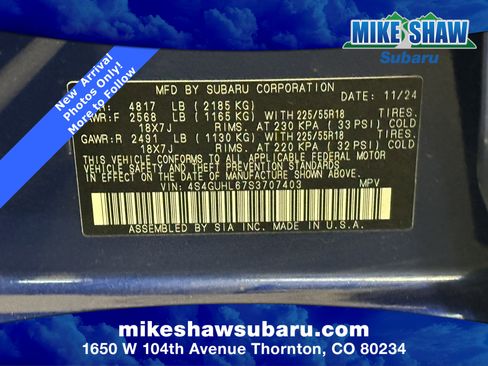 MIKE SHAW
Subaru
New Arrival
Photos Only!
More to Follow
MFD BY SUBARU CORPORATION
DATE: 11/24
R: 4817 LB (2185 KG)
WR:F 2568 LB (1165 KG) WITH 225/55R18 TIRES.
18X7J RIMS. AT 230 KPA ( 33 PSI) COLD
GAWR:R 2491 LB (1130 KG) WITH 225/55R18 TIRES.
18X7J RIMS. AT 220 KPA ( 32 PSI) COLD
THIS VEHICLE CONFORMS TO ALL APPLICABLE FEDERAL MOTOR
VEHICLE SAFETY, BUMPER, AND THEFT PREVENTION STANDARDS
IN EFFECT ON THE DATE OF MANUFACTURE SHOWN ABOVE.
VIN: 4S4GUHL67S3707403 MPV
ASSEMBLED BY SIA INC. MADE IN U.S.A.
mikeshawsubaru.com
1650 W 104th Avenue Thornton, CO 80234